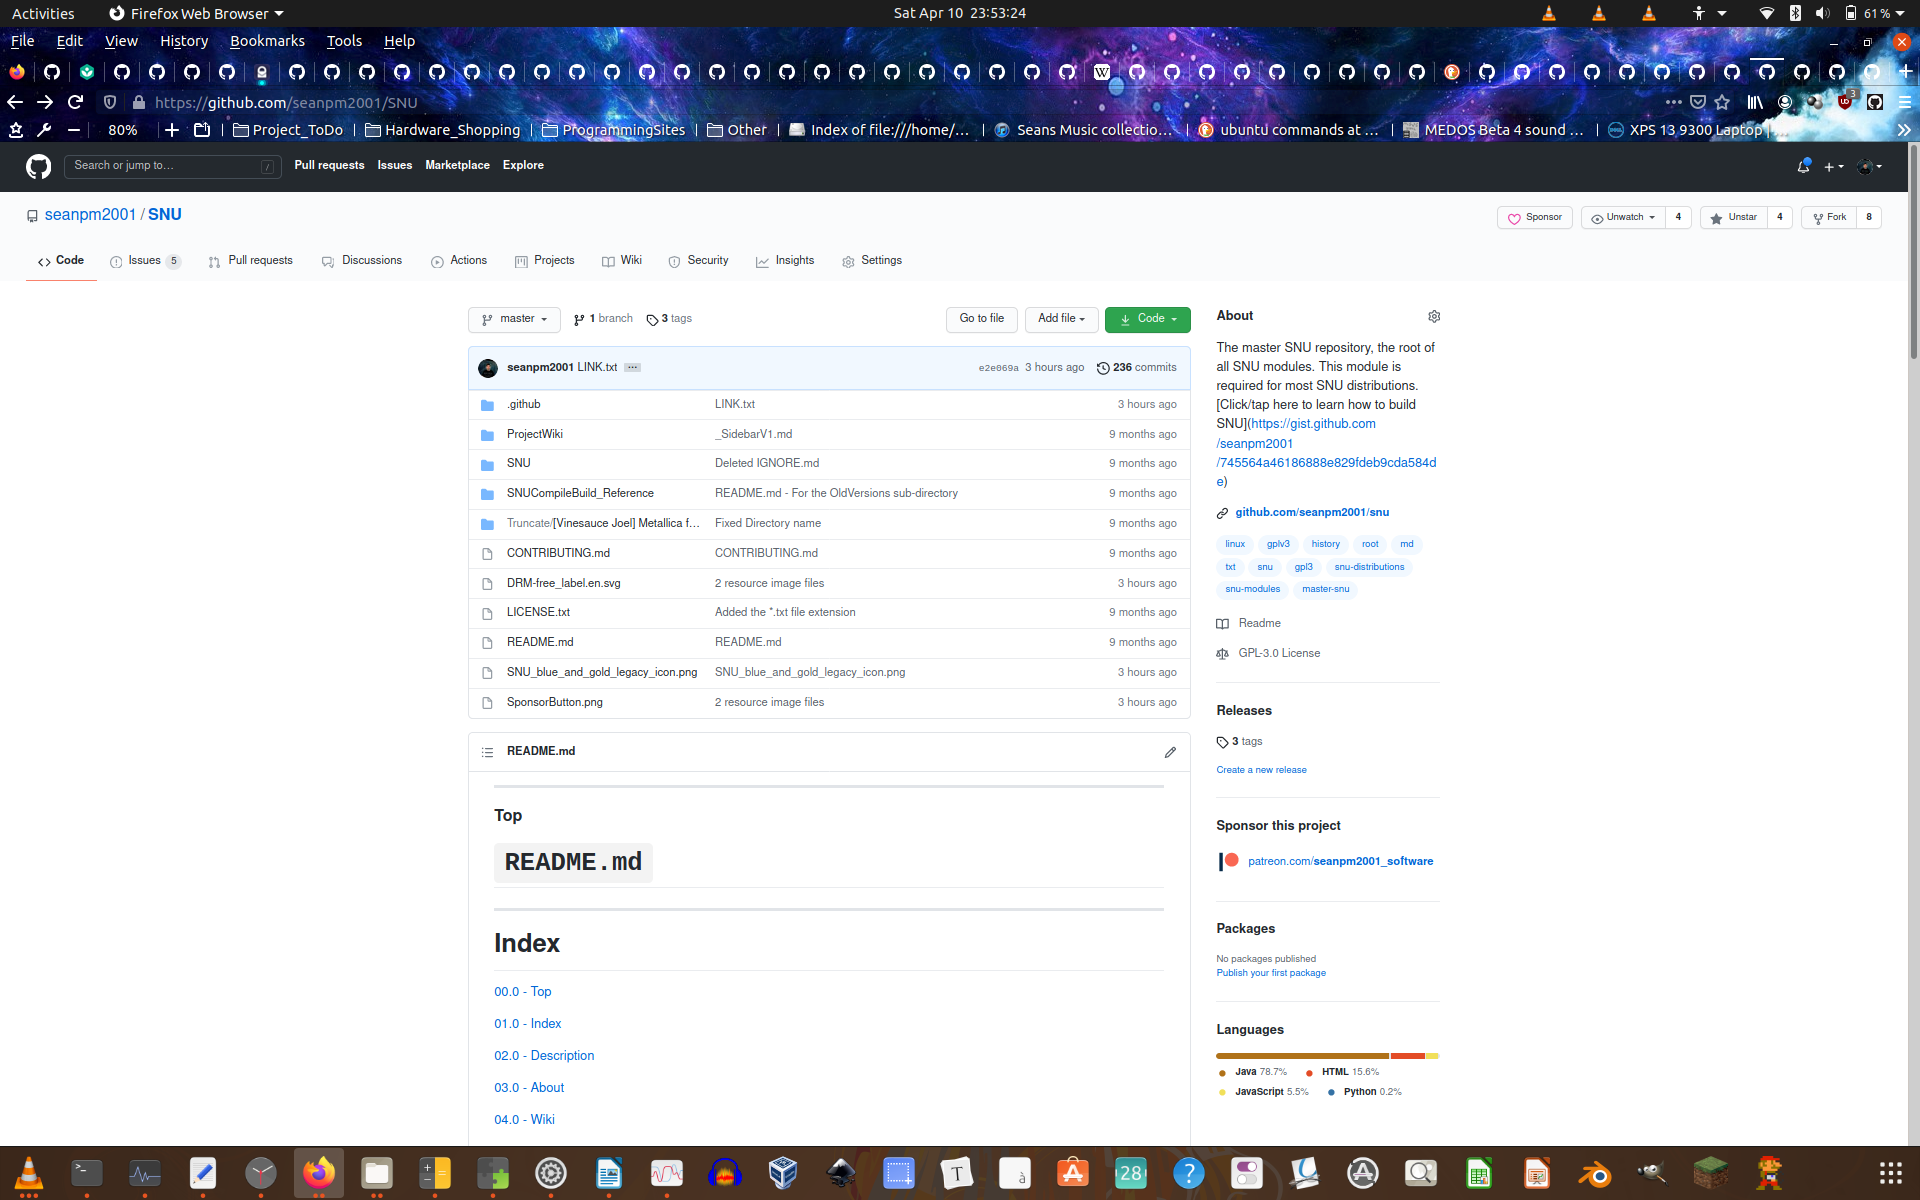 Activities
Firefox Web Browser
Sat Apr 10 23:53:24
61 %
File Edit View History Bookmarks Tools Help
https://github.com/seanpm2001/SNU
3
80%
Project_ToDo
Hardware_Shopping
ProgrammingSites
Other
Index of file:///home/...
Seans Music collectio...
ubuntu commands at ...
MEDOS Beta 4 sound ...
XPS 13 9300 Laptop
Search or jump to...
/
Pull requests Issues Marketplace Explore
seanpm2001 / SNU
Sponsor
Unwatch 4
Unstar 4
Fork 8
Code
Issues 5
Pull requests
Discussions
Actions
Projects
Wiki
Security
Insights
Settings
master
1 branch
3 tags
Go to file
Add file
Code
seanpm2001 LINK.txt ...
e2e069a 3 hours ago
236 commits
.github LINK.txt 3 hours ago
ProjectWiki _SidebarV1.md 9 months ago
SNU Deleted IGNORE.md 9 months ago
SNUCompileBuild_Reference README.md - For the OldVersions sub-directory 9 months ago
Truncate/[Vinesauce Joel] Metallica f... Fixed Directory name 9 months ago
CONTRIBUTING.md CONTRIBUTING.md 9 months ago
DRM-free_label.en.svg 2 resource image files 3 hours ago
LICENSE.txt Added the *.txt file extension 9 months ago
README.md README.md 9 months ago
SNU_blue_and_gold_legacy_icon.png SNU_blue_and_gold_legacy_icon.png 3 hours ago
SponsorButton.png 2 resource image files 3 hours ago
README.md
Top
README.md
Index
00.0 - Top
01.0 - Index
02.0 - Description
03.0 - About
04.0 - Wiki
About
The master SNU repository, the root of
all SNU modules. This module is
required for most SNU distributions.
[Click/tap here to learn how to build
SNU](https://gist.github.com
/seanpm2001
/745564a46186888e829fdeb9cda584d
e)
github.com/seanpm2001/snu
linux gplv3 history root md
txt snu gpl3 snu-distributions
snu-modules master-snu
Readme
GPL-3.0 License
Releases
3 tags
Create a new release
Sponsor this project
patreon.com/seanpm2001_software
Packages
No packages published
Publish your first package
Languages
Java 78.7% HTML 15.6%
JavaScript 5.5% Python 0.2%